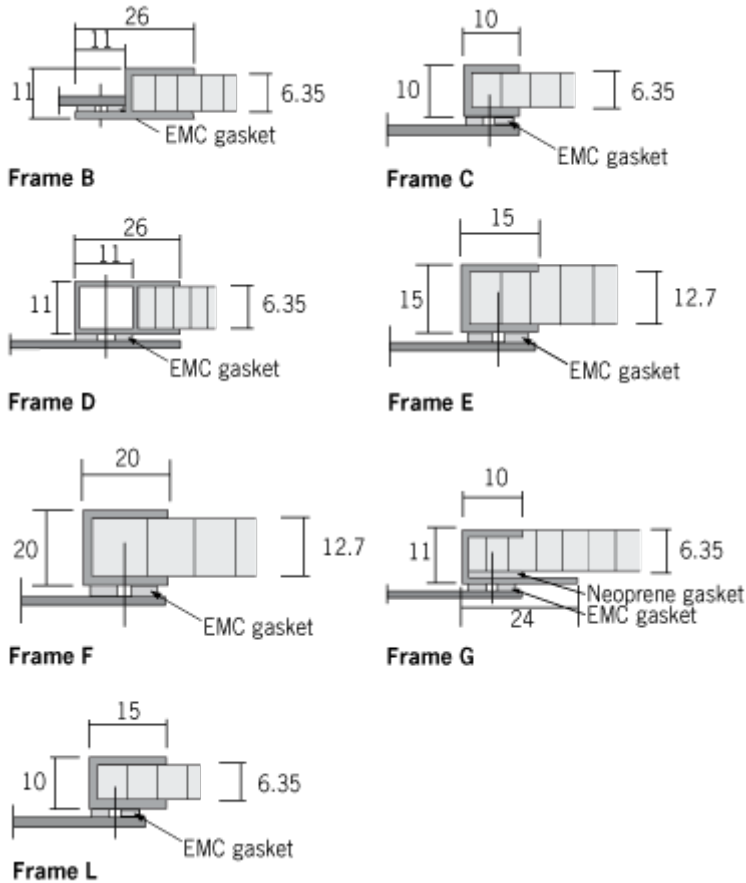 26
11
11
6.35
EMC gasket
Frame B
10
10
6.35
EMC gasket
Frame C
26
11
11
6.35
EMC gasket
Frame D
15
15
12.7
EMC gasket
Frame E
20
20
12.7
EMC gasket
Frame F
10
11
6.35
Neoprene gasket
EMC gasket
24
Frame G
15
10
6.35
EMC gasket
Frame L